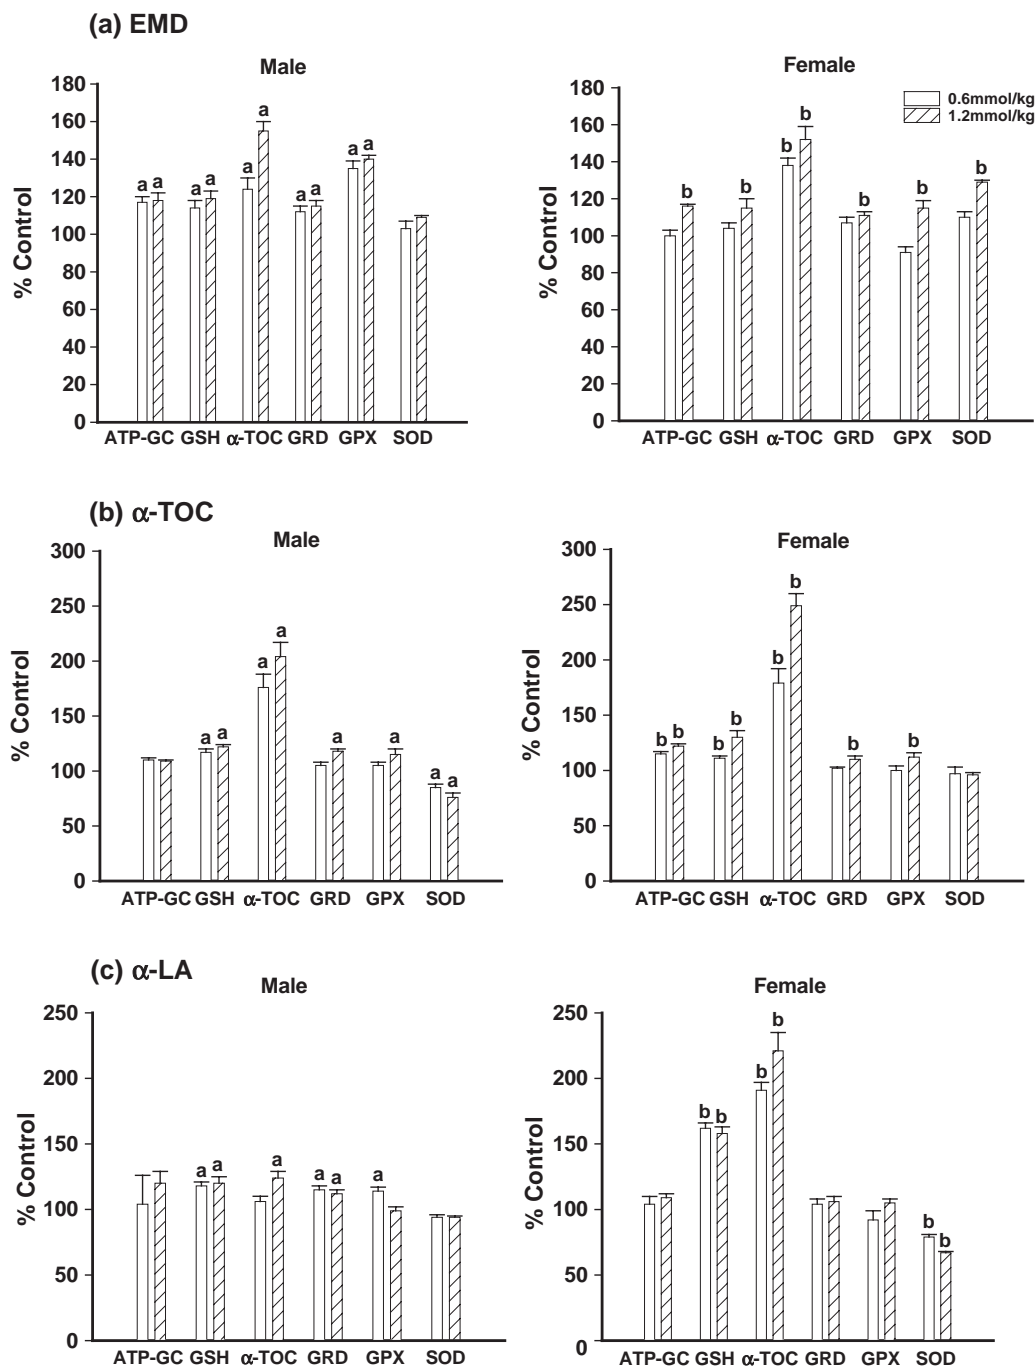 (a) EMD
Male
% Control
180
160
140
120
100
80
60
40
20
0
a a a a a a a a a a
ATP-GC GSH α-TOC GRD GPX SOD
Female
0.6mmol/kg
1.2mmol/kg
% Control
180
160
140
120
100
80
60
40
20
0
b b b b b b b
ATP-GC GSH α-TOC GRD GPX SOD
(b) α-TOC
Male
% Control
300
250
200
150
100
50
0
a a a a a a a a
ATP-GC GSH α-TOC GRD GPX SOD
Female
% Control
300
250
200
150
100
50
0
b b b b b b b b
ATP-GC GSH α-TOC GRD GPX SOD
(c) α-LA
Male
% Control
250
200
150
100
50
0
a a a a a a
ATP-GC GSH α-TOC GRD GPX SOD
Female
% Control
250
200
150
100
50
0
b b b b b b
ATP-GC GSH α-TOC GRD GPX SOD